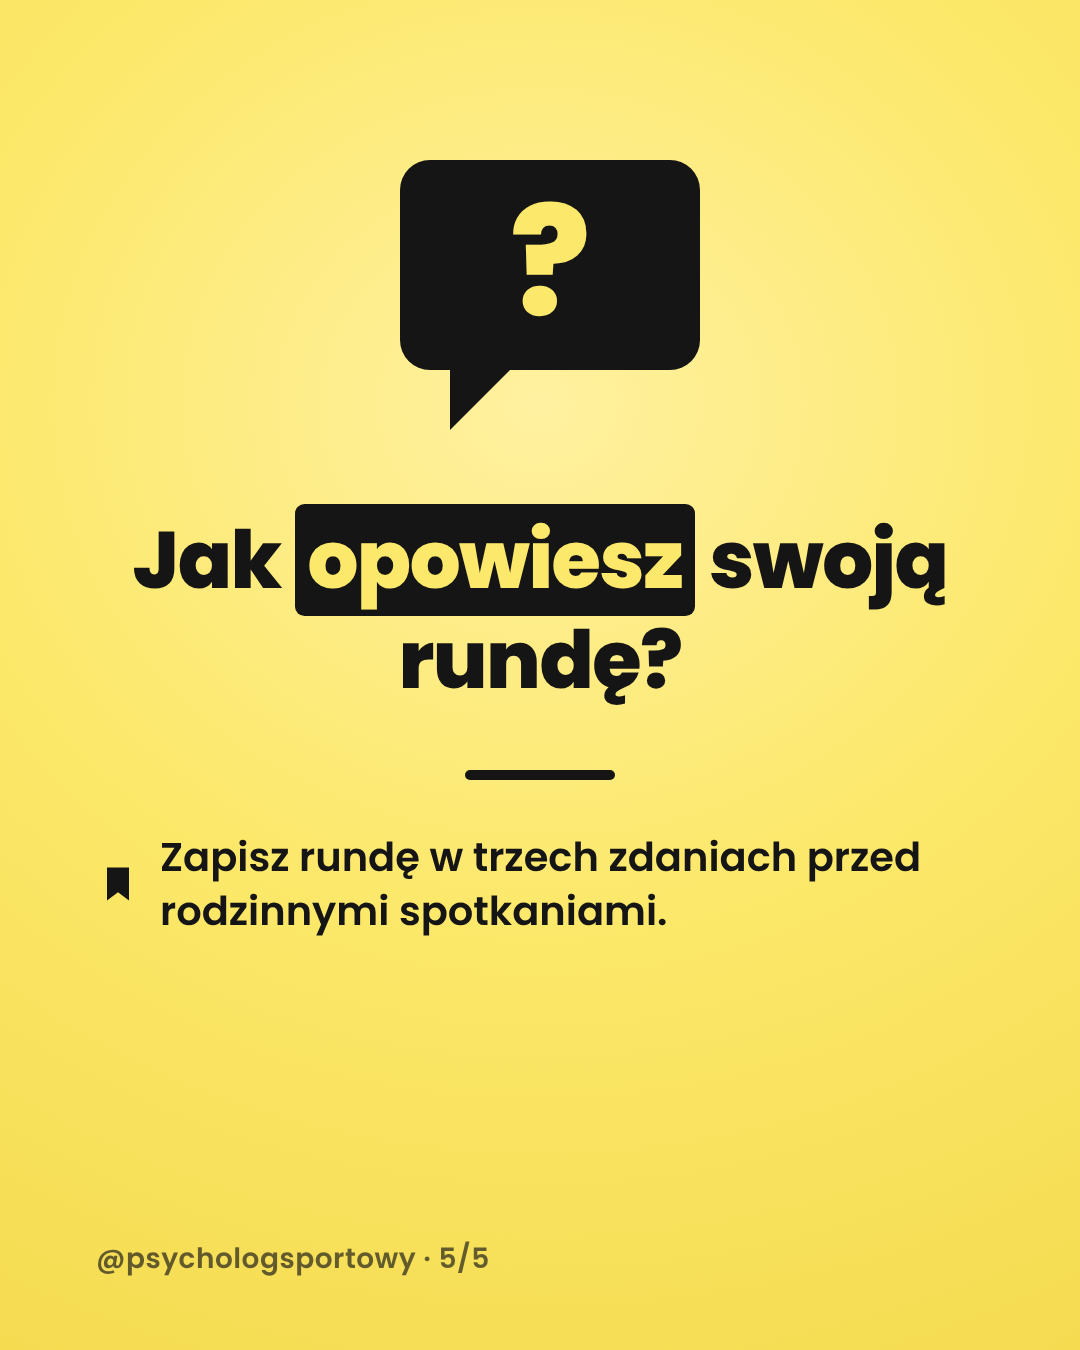 ?
Jak opowiesz swoją
rundę?
Zapisz rundę w trzech zdaniach przed
rodzinnymi spotkaniami.
@psychologsportowy · 5/5